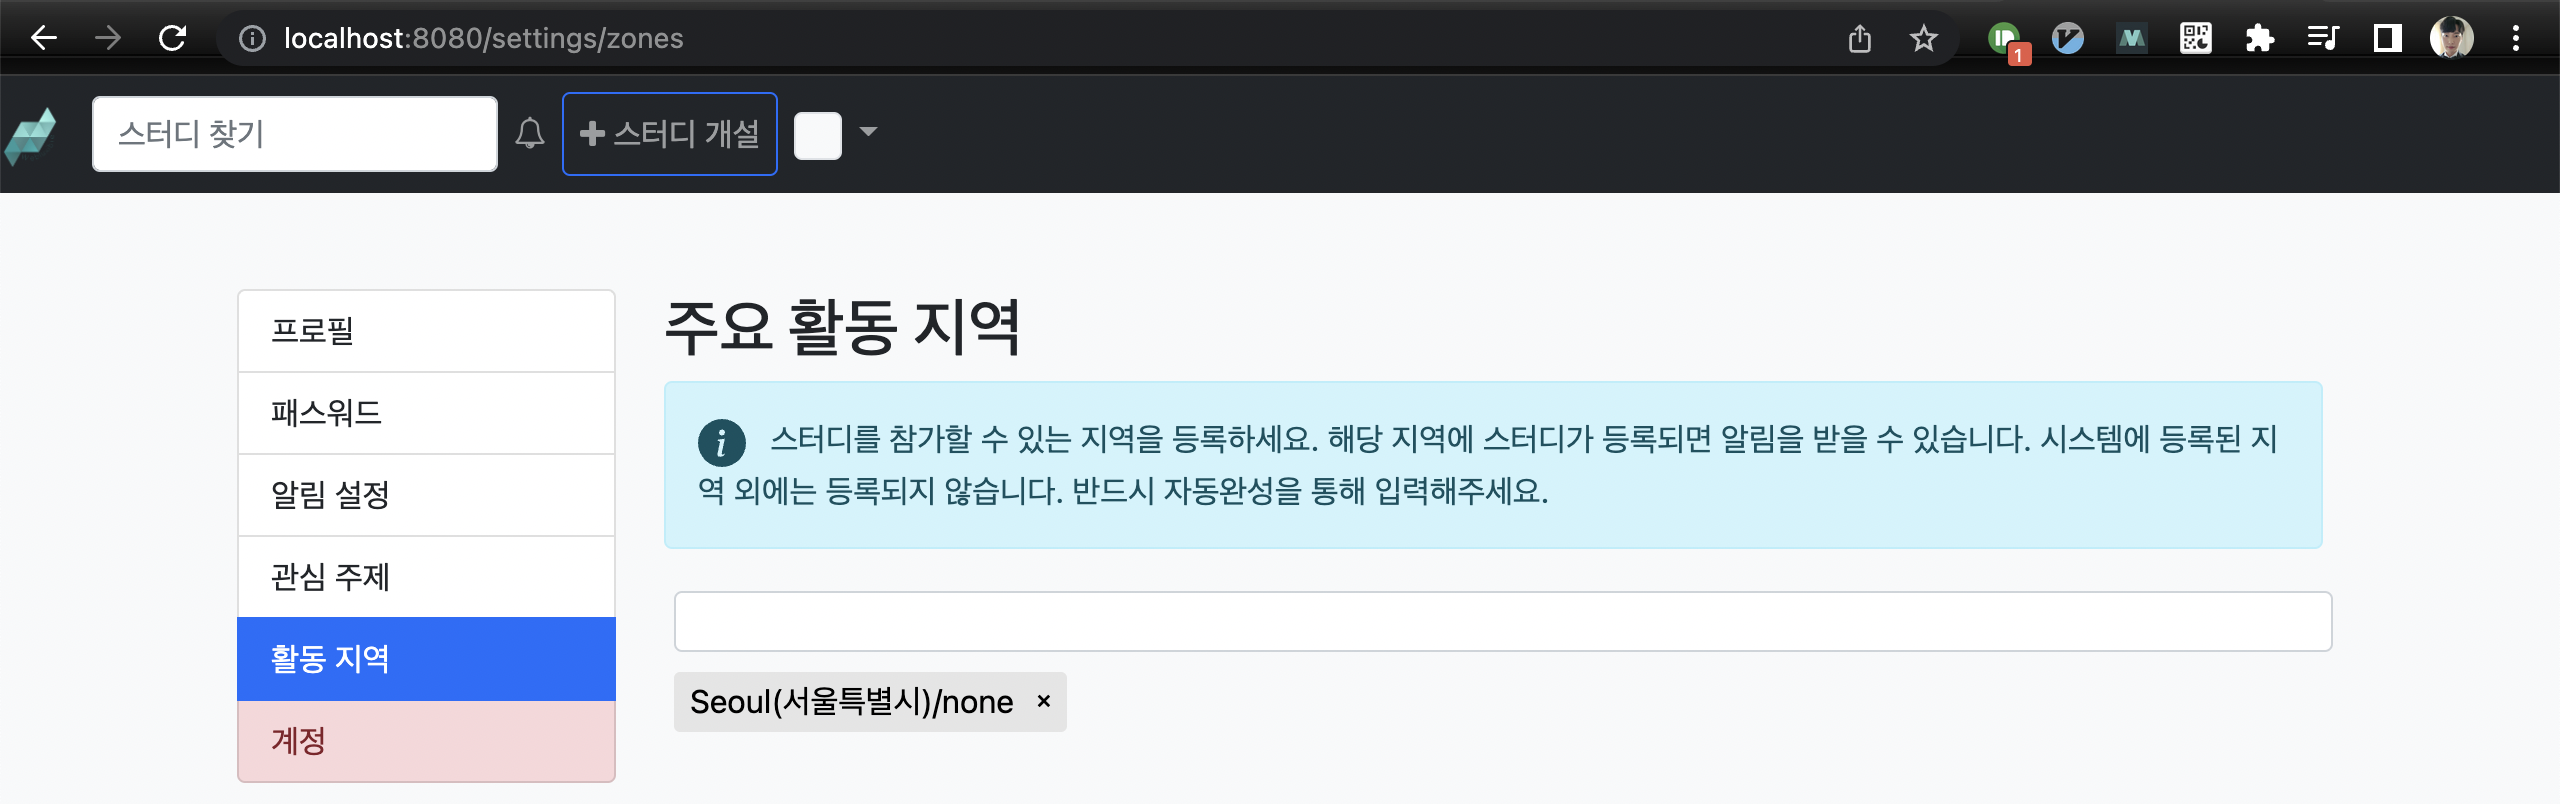 localhost:8080/settings/zones
1
스터디 찾기
스터디 개설
프로필
패스워드
알림 설정
관심 주제
활동 지역
계정
주요 활동 지역
스터디를 참가할 수 있는 지역을 등록하세요. 해당 지역에 스터디가 등록되면 알림을 받을 수 있습니다. 시스템에 등록된 지
역 외에는 등록되지 않습니다. 반드시 자동완성을 통해 입력해주세요.
Seoul(서울특별시)/none ×